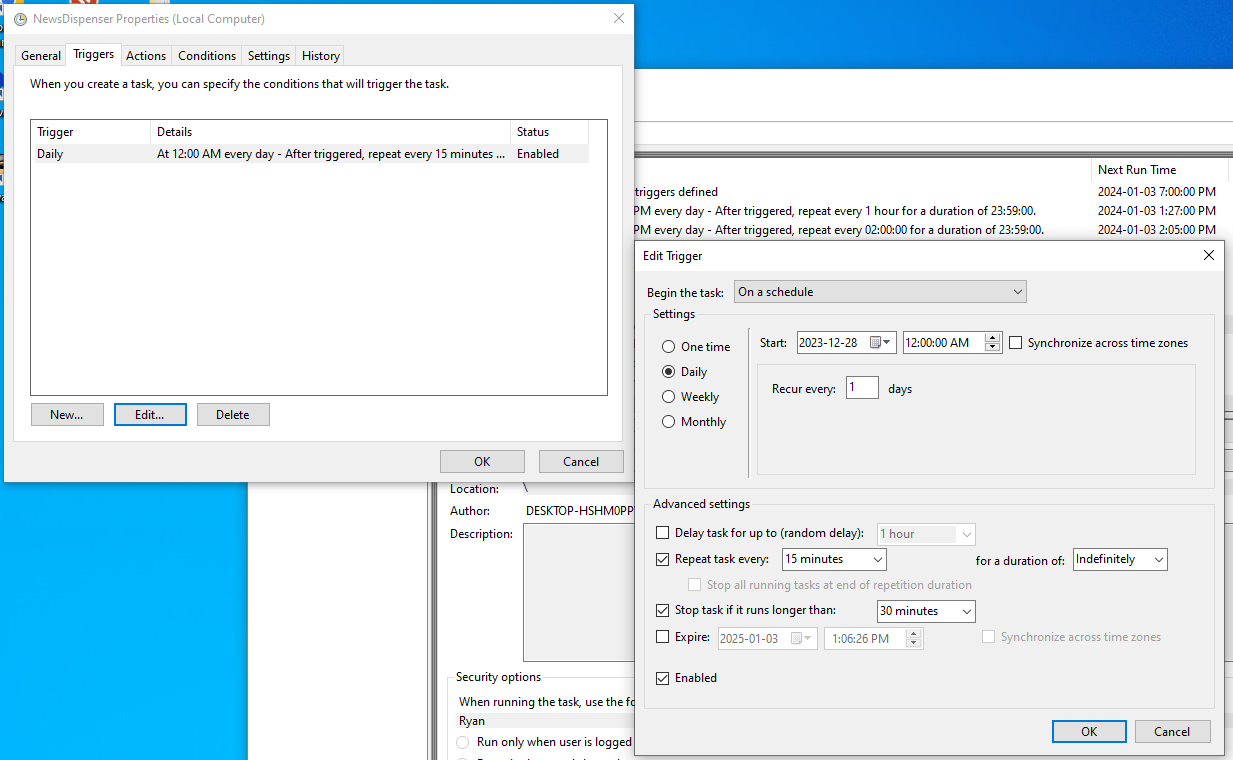 NewsDispenser Properties (Local Computer)
General Triggers Actions Conditions Settings History
When you create a task, you can specify the conditions that will trigger the task.
Trigger Details Status
Daily At 12:00 AM every day - After triggered, repeat every 15 minutes ... Enabled
New... Edit... Delete
OK Cancel
Next Run Time
triggers defined 2024-01-03 7:00:00 PM
PM every day - After triggered, repeat every 1 hour for a duration of 23:59:00. 2024-01-03 1:27:00 PM
PM every day - After triggered, repeat every 02:00:00 for a duration of 23:59:00. 2024-01-03 2:05:00 PM
Edit Trigger
Begin the task: On a schedule
Settings
Start: 2023-12-28 12:00:00 AM Synchronize across time zones
One time
Daily
Weekly
Monthly
Recur every: 1 days
Advanced settings
Delay task for up to (random delay): 1 hour
Repeat task every: 15 minutes for a duration of: Indefinitely
Stop all running tasks at end of repetition duration
Stop task if it runs longer than: 30 minutes
Expire: 2025-01-03 1:06:26 PM Synchronize across time zones
Enabled
OK Cancel
Location: \
Author: DESKTOP-HSHM0PP
Description:
Security options
When running the task, use the fo
Ryan
Run only when user is logged